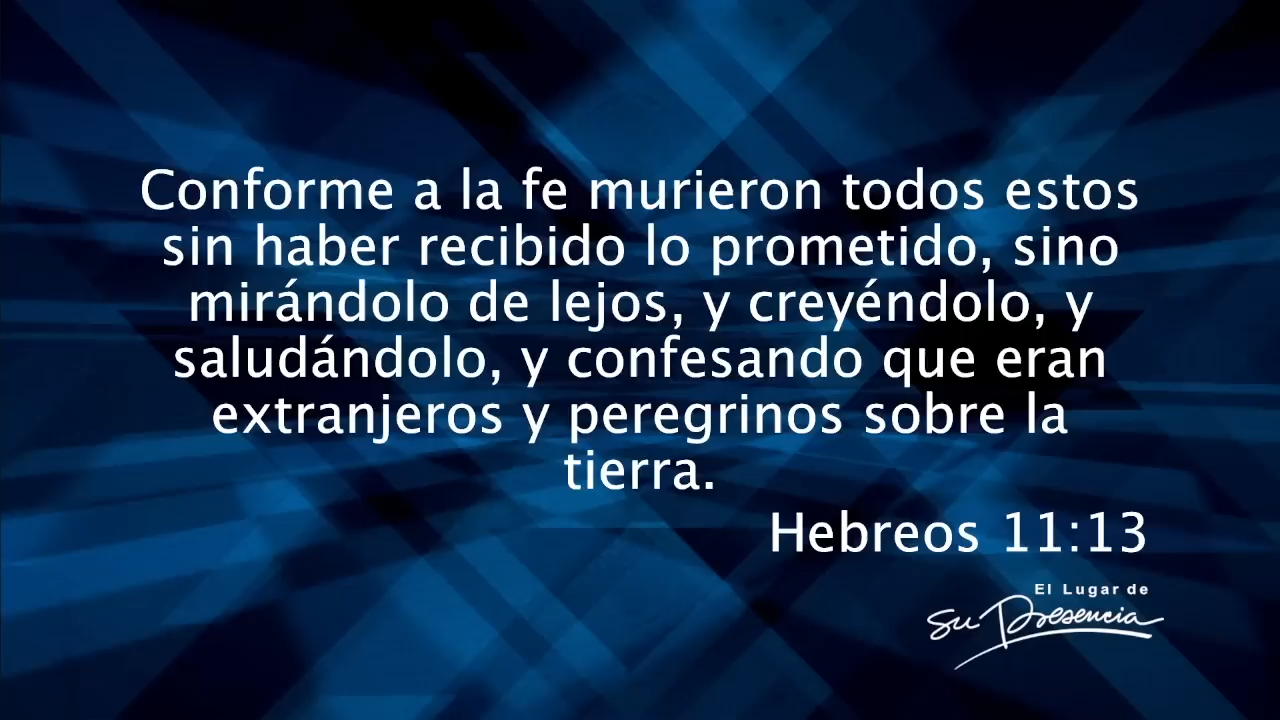 Conforme a la fe murieron todos estos
sin haber recibido lo prometido, sino
mirándolo de lejos, y creyéndolo, y
saludándolo, y confesando que eran
extranjeros y peregrinos sobre la
tierra.
Hebreos 11:13
El Lugar de
Su Presencia